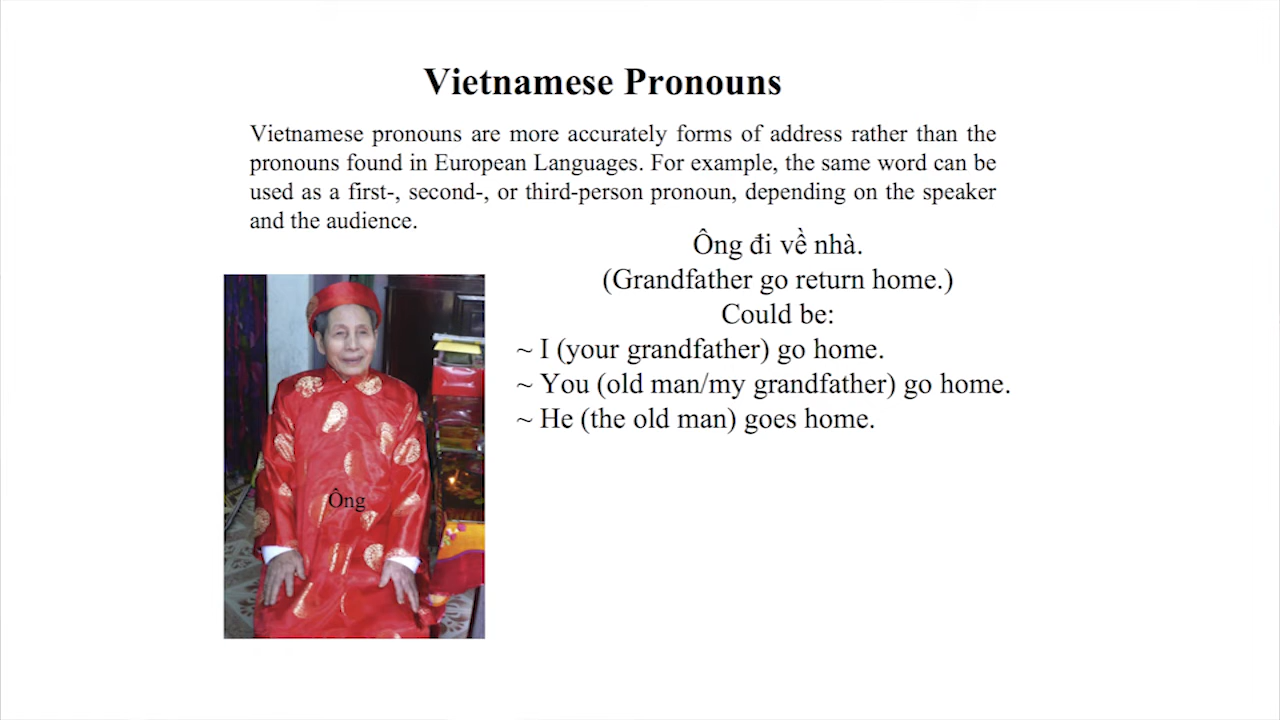 Vietnamese Pronouns
Vietnamese pronouns are more accurately forms of address rather than the
pronouns found in European Languages. For example, the same word can be
used as a first-, second-, or third-person pronoun, depending on the speaker
and the audience.
Ông đi về nhà.
(Grandfather go return home.)
Could be:
~ I (your grandfather) go home.
~ You (old man/my grandfather) go home.
~ He (the old man) goes home.
Ông